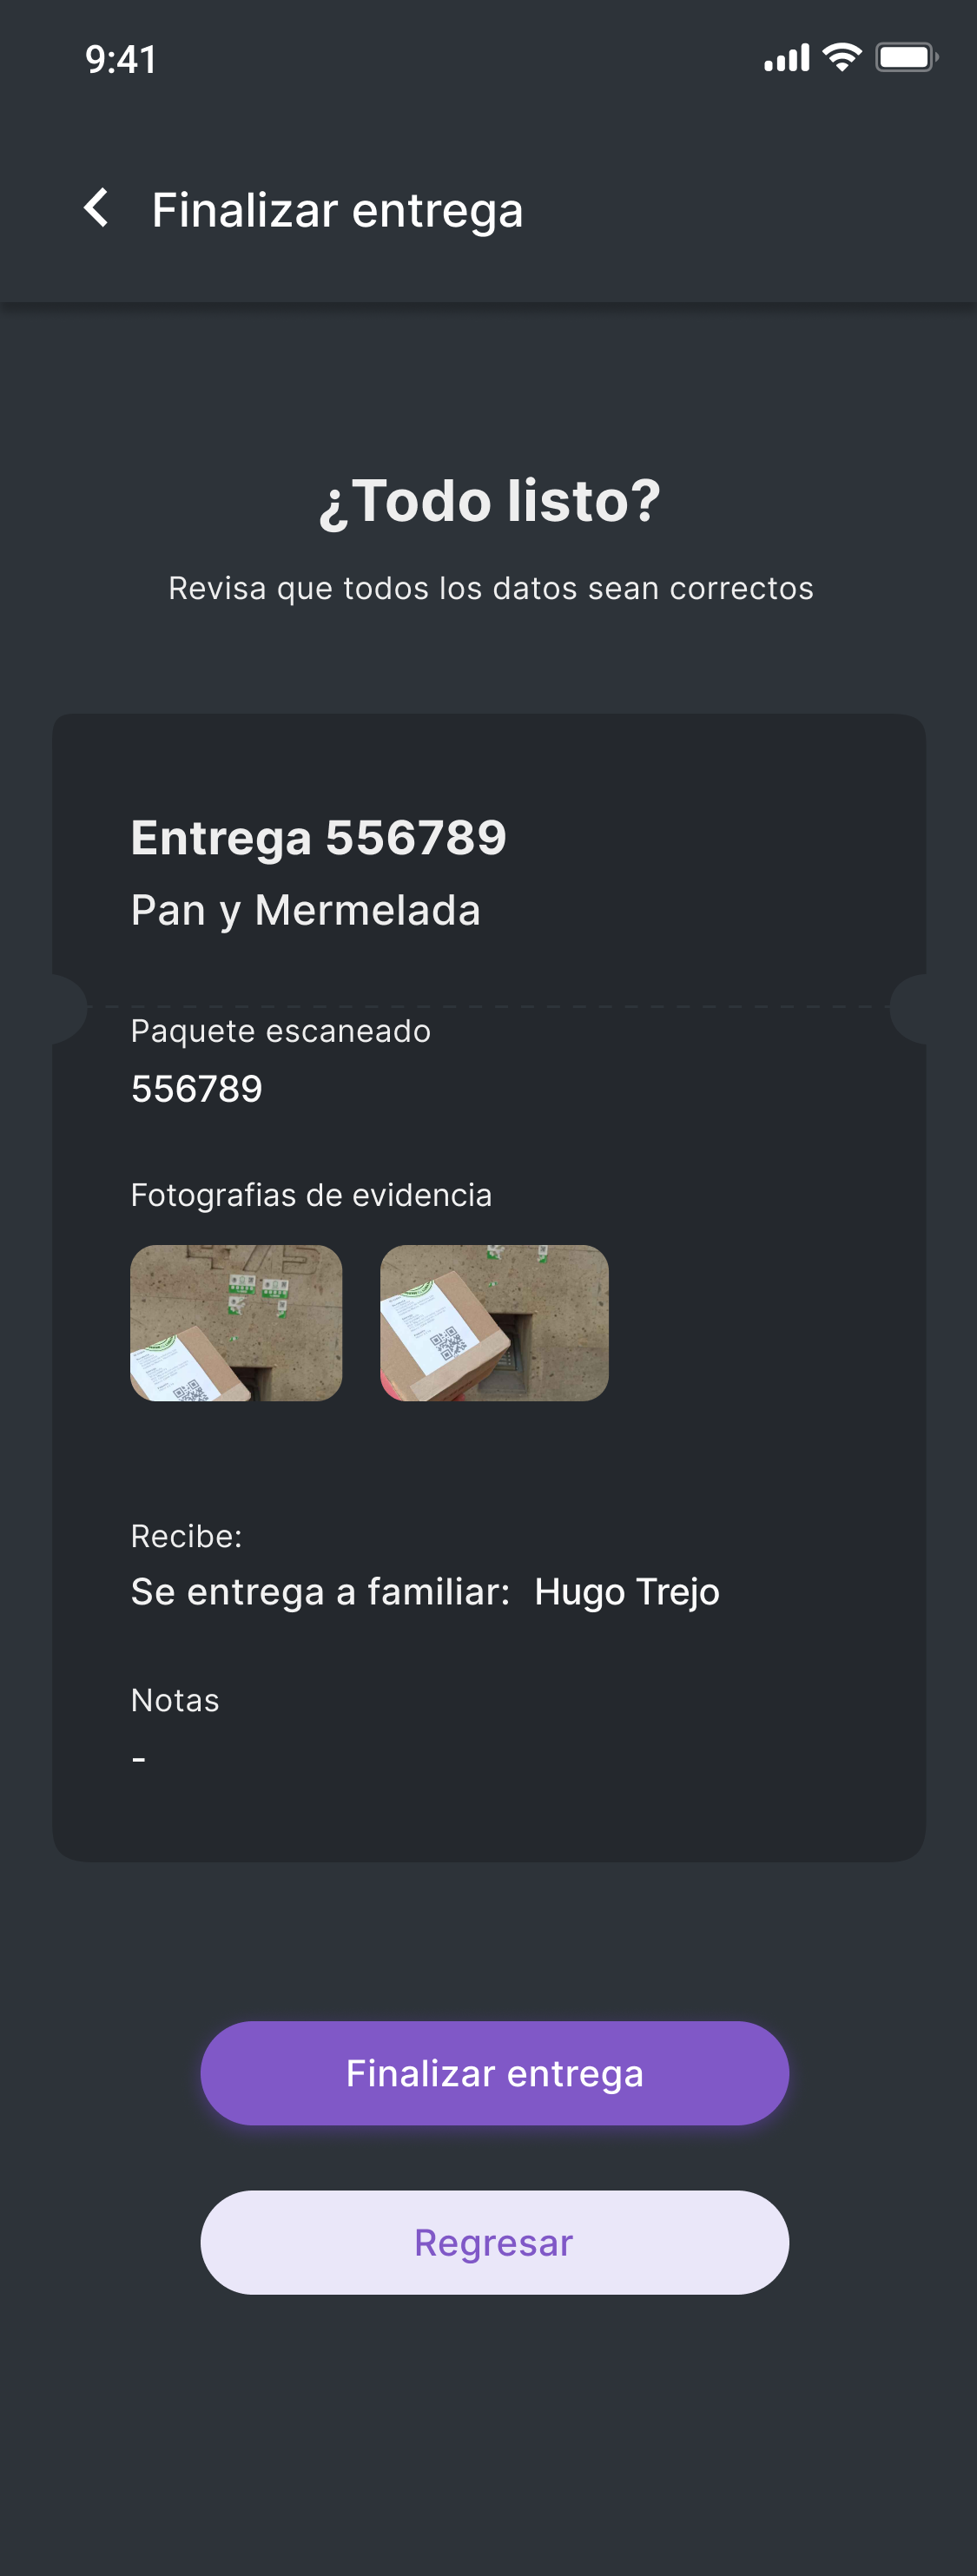 9:41
Finalizar entrega
¿Todo listo?
Revisa que todos los datos sean correctos
Entrega 556789
Pan y Mermelada
Paquete escaneado
556789
Fotografias de evidencia
Recibe:
Se entrega a familiar: Hugo Trejo
Notas
-
Finalizar entrega
Regresar